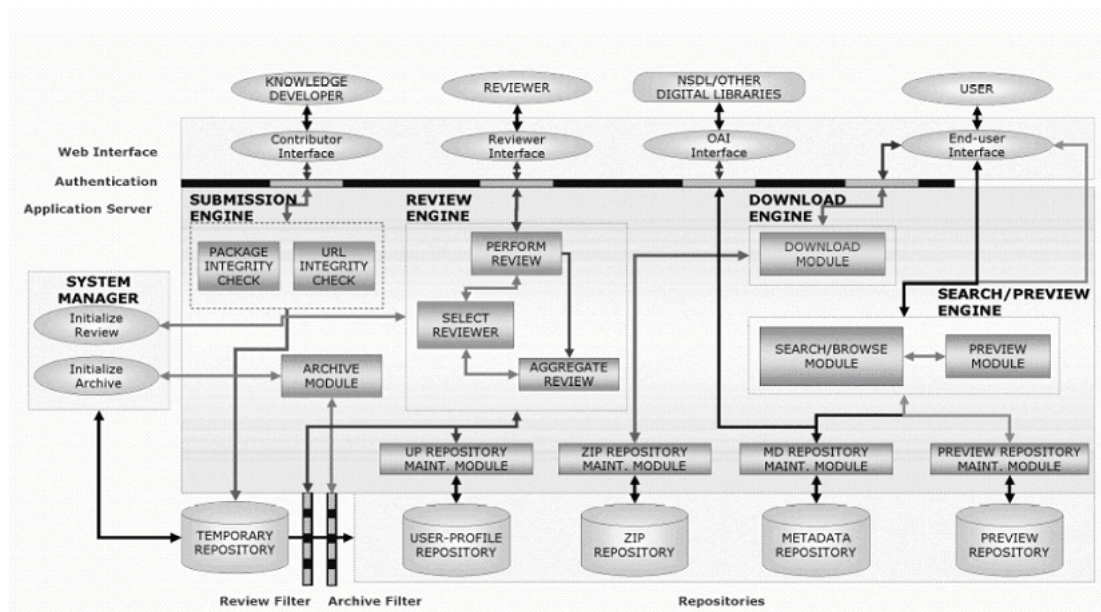 KNOWLEDGE
DEVELOPER
REVIEWER
NSDL/OTHER
DIGITAL LIBRARIES
USER
Web Interface
Contributor
Interface
Reviewer
Interface
OAI
Interface
End-user
Interface
Authentication
Application Server
SUBMISSION
ENGINE
REVIEW
ENGINE
DOWNLOAD
ENGINE
PACKAGE
INTEGRITY
CHECK
URL
INTEGRITY
CHECK
PERFORM
REVIEW
DOWNLOAD
MODULE
SYSTEM
MANAGER
Initialize
Review
SELECT
REVIEWER
SEARCH/PREVIEW
ENGINE
Initialize
Archive
ARCHIVE
MODULE
AGGREGATE
REVIEW
SEARCH/BROWSE
MODULE
PREVIEW
MODULE
UP REPOSITORY
MAINT. MODULE
ZIP REPOSITORY
MAINT. MODULE
MD REPOSITORY
MAINT. MODULE
PREVIEW REPOSITORY
MAINT. MODULE
TEMPORARY
REPOSITORY
USER-PROFILE
REPOSITORY
ZIP
REPOSITORY
METADATA
REPOSITORY
PREVIEW
REPOSITORY
Review Filter
Archive Filter
Repositories